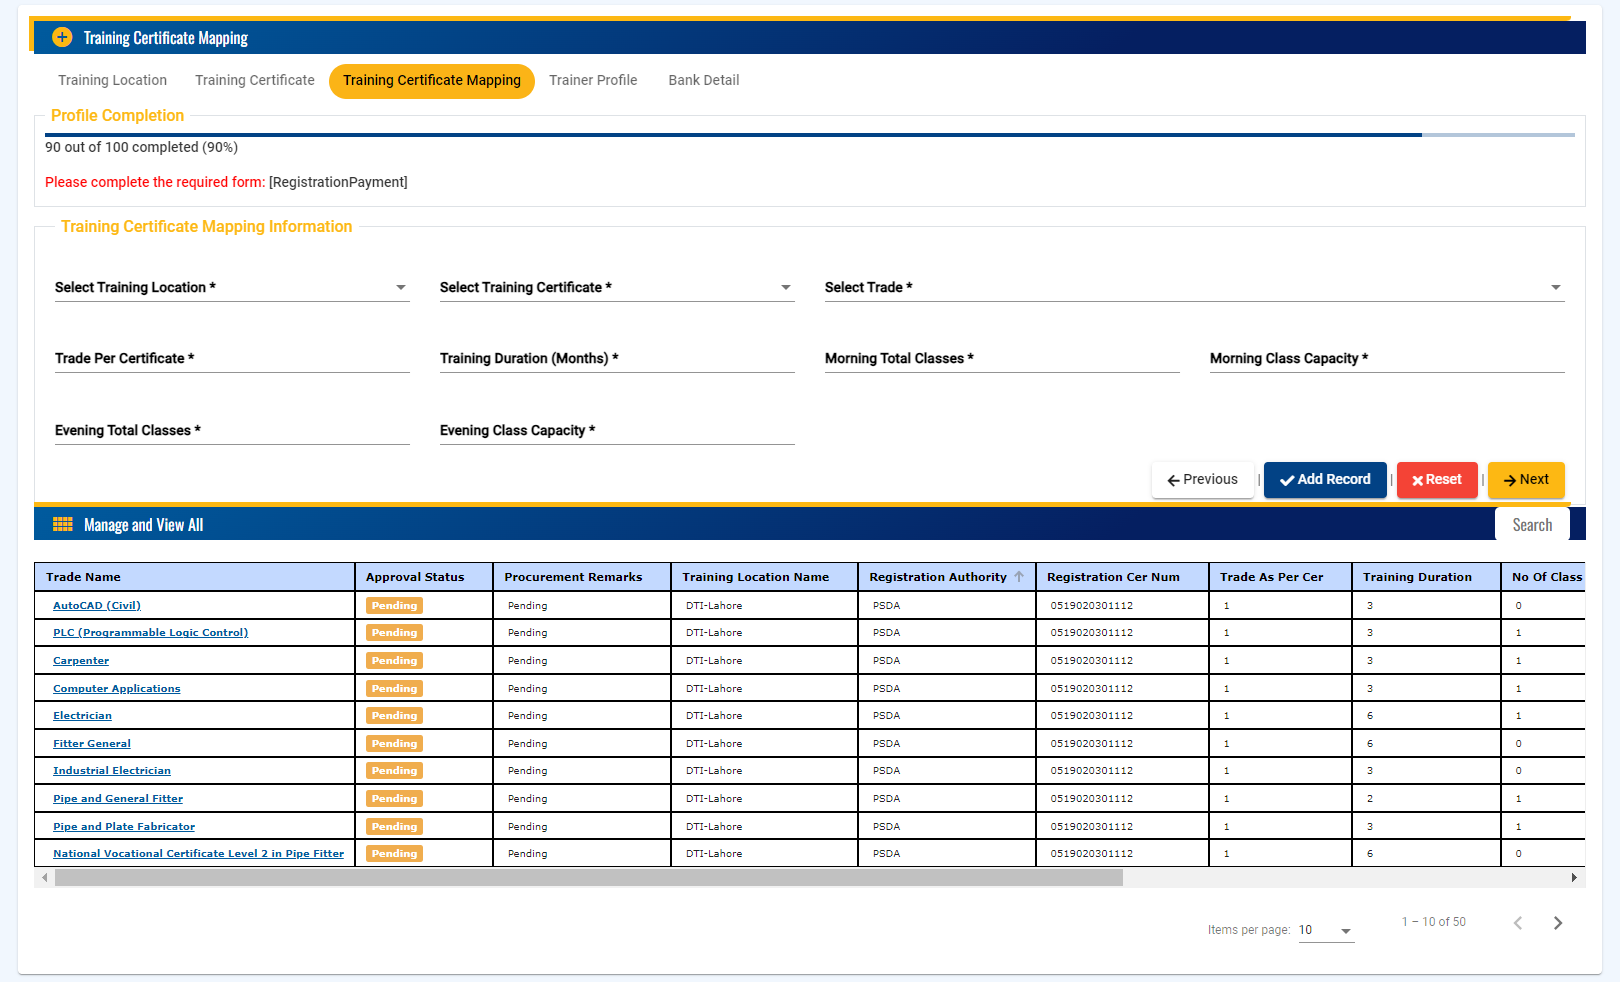 Training Certificate Mapping
Training Location Training Certificate Training Certificate Mapping Trainer Profile Bank Detail
Profile Completion
90 out of 100 completed (90%)
Please complete the required form: [RegistrationPayment]
Training Certificate Mapping Information
Select Training Location * Select Training Certificate * Select Trade *
Trade Per Certificate * Training Duration (Months) * Morning Total Classes * Morning Class Capacity *
Evening Total Classes * Evening Class Capacity *
Previous | Add Record | Reset | Next
Manage and View All Search
Trade Name Approval Status Procurement Remarks Training Location Name Registration Authority Registration Cer Num Trade As Per Cer Training Duration No Of Class
AutoCAD (Civil) Pending Pending DTI-Lahore PSDA 0519020301112 1 3 0
PLC (Programmable Logic Control) Pending Pending DTI-Lahore PSDA 0519020301112 1 3 1
Carpenter Pending Pending DTI-Lahore PSDA 0519020301112 1 3 1
Computer Applications Pending Pending DTI-Lahore PSDA 0519020301112 1 3 1
Electrician Pending Pending DTI-Lahore PSDA 0519020301112 1 6 1
Fitter General Pending Pending DTI-Lahore PSDA 0519020301112 1 6 0
Industrial Electrician Pending Pending DTI-Lahore PSDA 0519020301112 1 3 0
Pipe and General Fitter Pending Pending DTI-Lahore PSDA 0519020301112 1 2 1
Pipe and Plate Fabricator Pending Pending DTI-Lahore PSDA 0519020301112 1 3 1
National Vocational Certificate Level 2 in Pipe Fitter Pending Pending DTI-Lahore PSDA 0519020301112 1 6 0
Items per page: 10 1 – 10 of 50